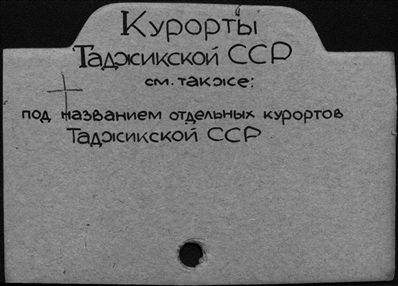 Курорты
Таджикской ССР
см. также:
под названием отдельных курортов
Таджикской ССР